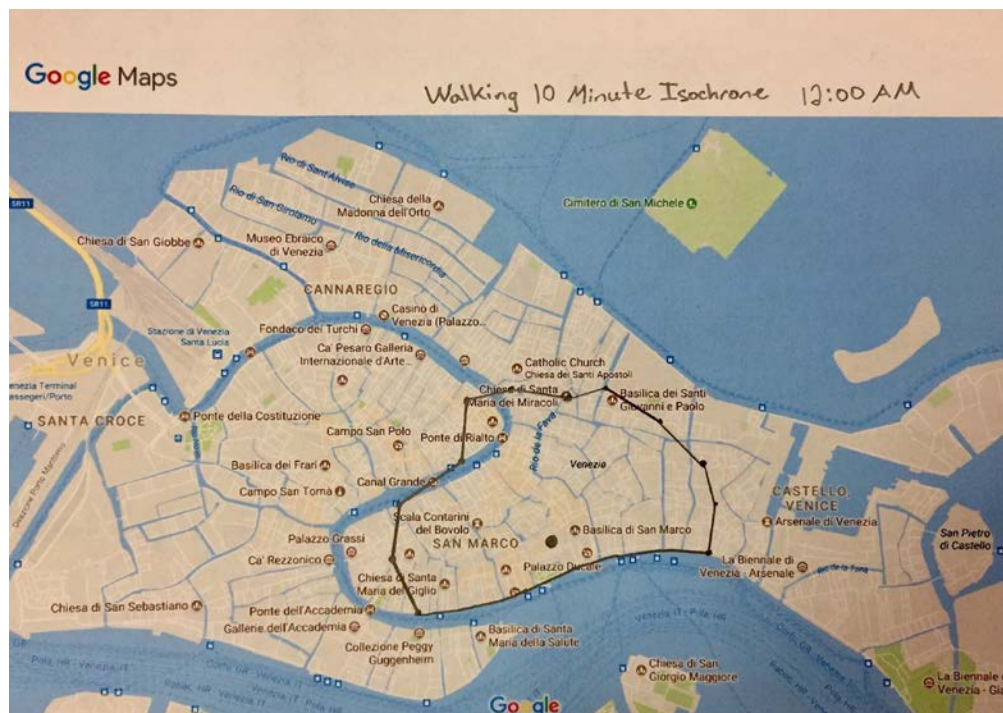 Google Maps
Walking 10 Minute Isochrone 12:00 AM
Rio di Sant'Alvise
Rio di San Girolamo
Chiesa della
Madonna dell'Orto
Cimitero di San Michele
SR11
Chiesa di San Giobbe
Museo Ebraico
di Venezia
Rio della Misericordia
CANNAREGIO
SR11
Casino di
Venezia (Palazzo...
Stazione di Venezia
Santa Lucia
Fondaco dei Turchi
Ca' Pesaro Galleria
Internazionale d'Arte...
Venice
Catholic Church
Chiesa dei Santi Apostoli
Chiesa di Santa
Maria dei Miracoli
Basilica dei Santi
Giovanni e Paolo
SANTA CROCE
Ponte della Costituzione
Campo San Polo
Ponte di Rialto
Rio de la Fava
Venezia
Basilica dei Frari
Canal Grande
Campo San Tomà
CASTELLO,
VENICE
Scala Contarini
del Bovolo
Basilica di San Marco
Arsenale di Venezia
San Pietro
di Castello
Palazzo Grassi
SAN MARCO
Ca' Rezzonico
Palazzo Ducale
La Biennale di
Venezia - Arsenale
Chiesa di Santa
Maria del Giglio
Chiesa di San Sebastiano
Ponte dell'Accademia
Gallerie dell'Accademia
Collezione Peggy
Guggenheim
Basilica di Santa
Maria della Salute
Chiesa di San
Giorgio Maggiore
La Biennale di
Venezia - Gia
Google